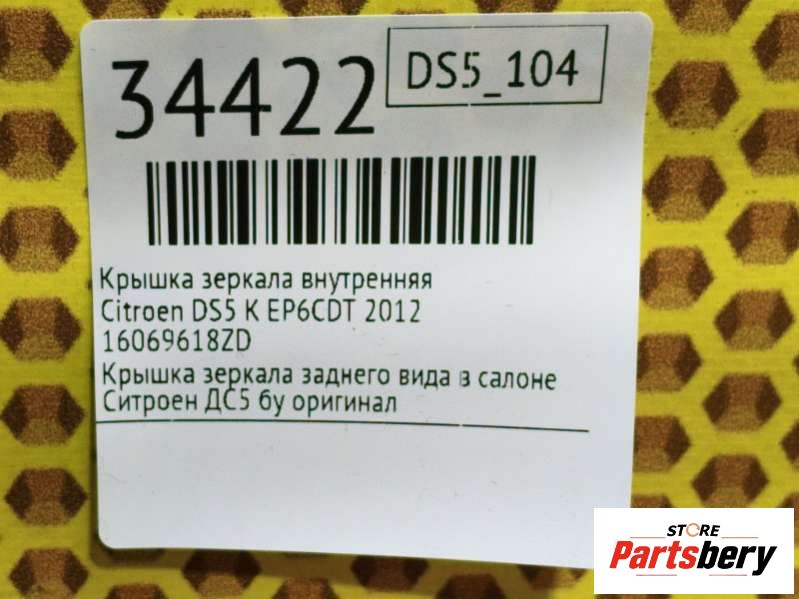 34422
DS5_104
Крышка зеркала внутренняя
Citroen DS5 K EP6CDT 2012
16069618ZD
Крышка зеркала заднего вида в салоне
Ситроен ДС5 бу оригинал
STORE
Partsbery